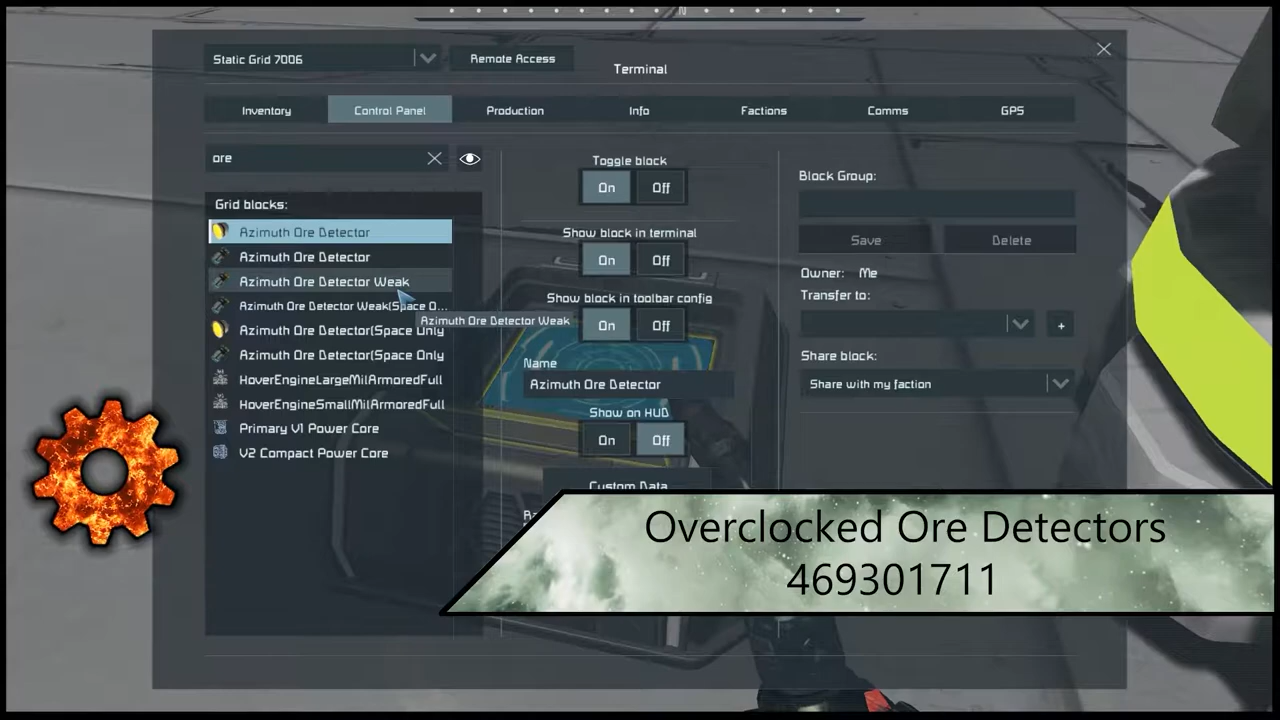 N
Static Grid 7006
Remote Access
Terminal
Inventory
Control Panel
Production
Info
Factions
Comms
GPS
ore
Grid blocks:
Azimuth Ore Detector
Azimuth Ore Detector
Azimuth Ore Detector Weak
Azimuth Ore Detector Weak(Space O...
Azimuth Ore Detector(Space Only
Azimuth Ore Detector(Space Only
HoverEngineLargeMilArmoredFull
HoverEngineSmallMilArmoredFull
Primary V1 Power Core
V2 Compact Power Core
Azimuth Ore Detector Weak
Toggle block
On Off
Show block in terminal
On Off
Show block in toolbar config
On Off
Name
Azimuth Ore Detector
Show on HUD
On Off
Custom Data
Block Group:
Save Delete
Owner: Me
Transfer to:
+
Share block:
Share with my faction
Overclocked Ore Detectors
469301711